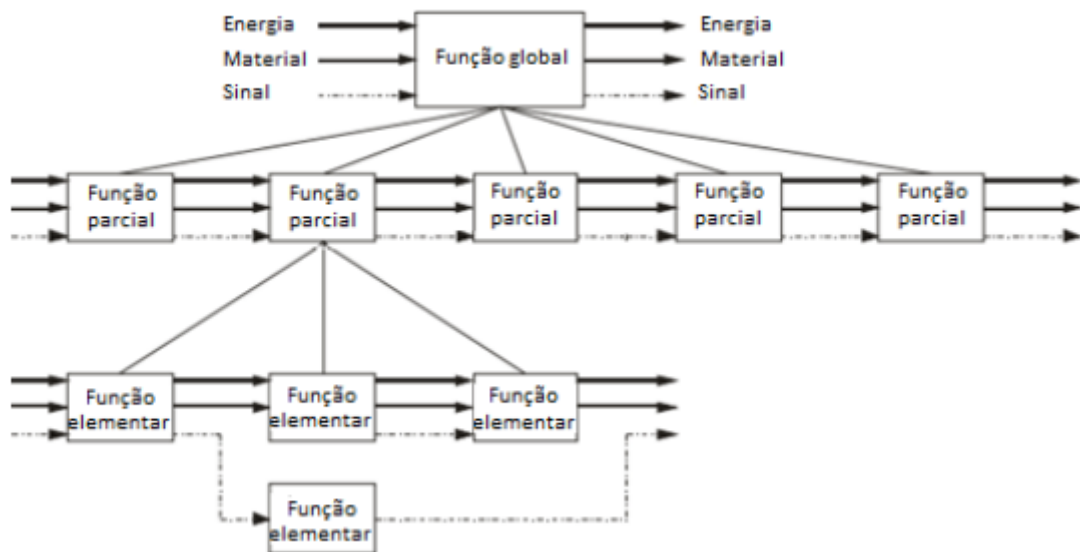 Energia
Energia
Função global
Material
Material
Sinal
Sinal
Função
parcial
Função
parcial
Função
parcial
Função
parcial
Função
parcial
Função
elementar
Função
elementar
Função
elementar
Função
elementar